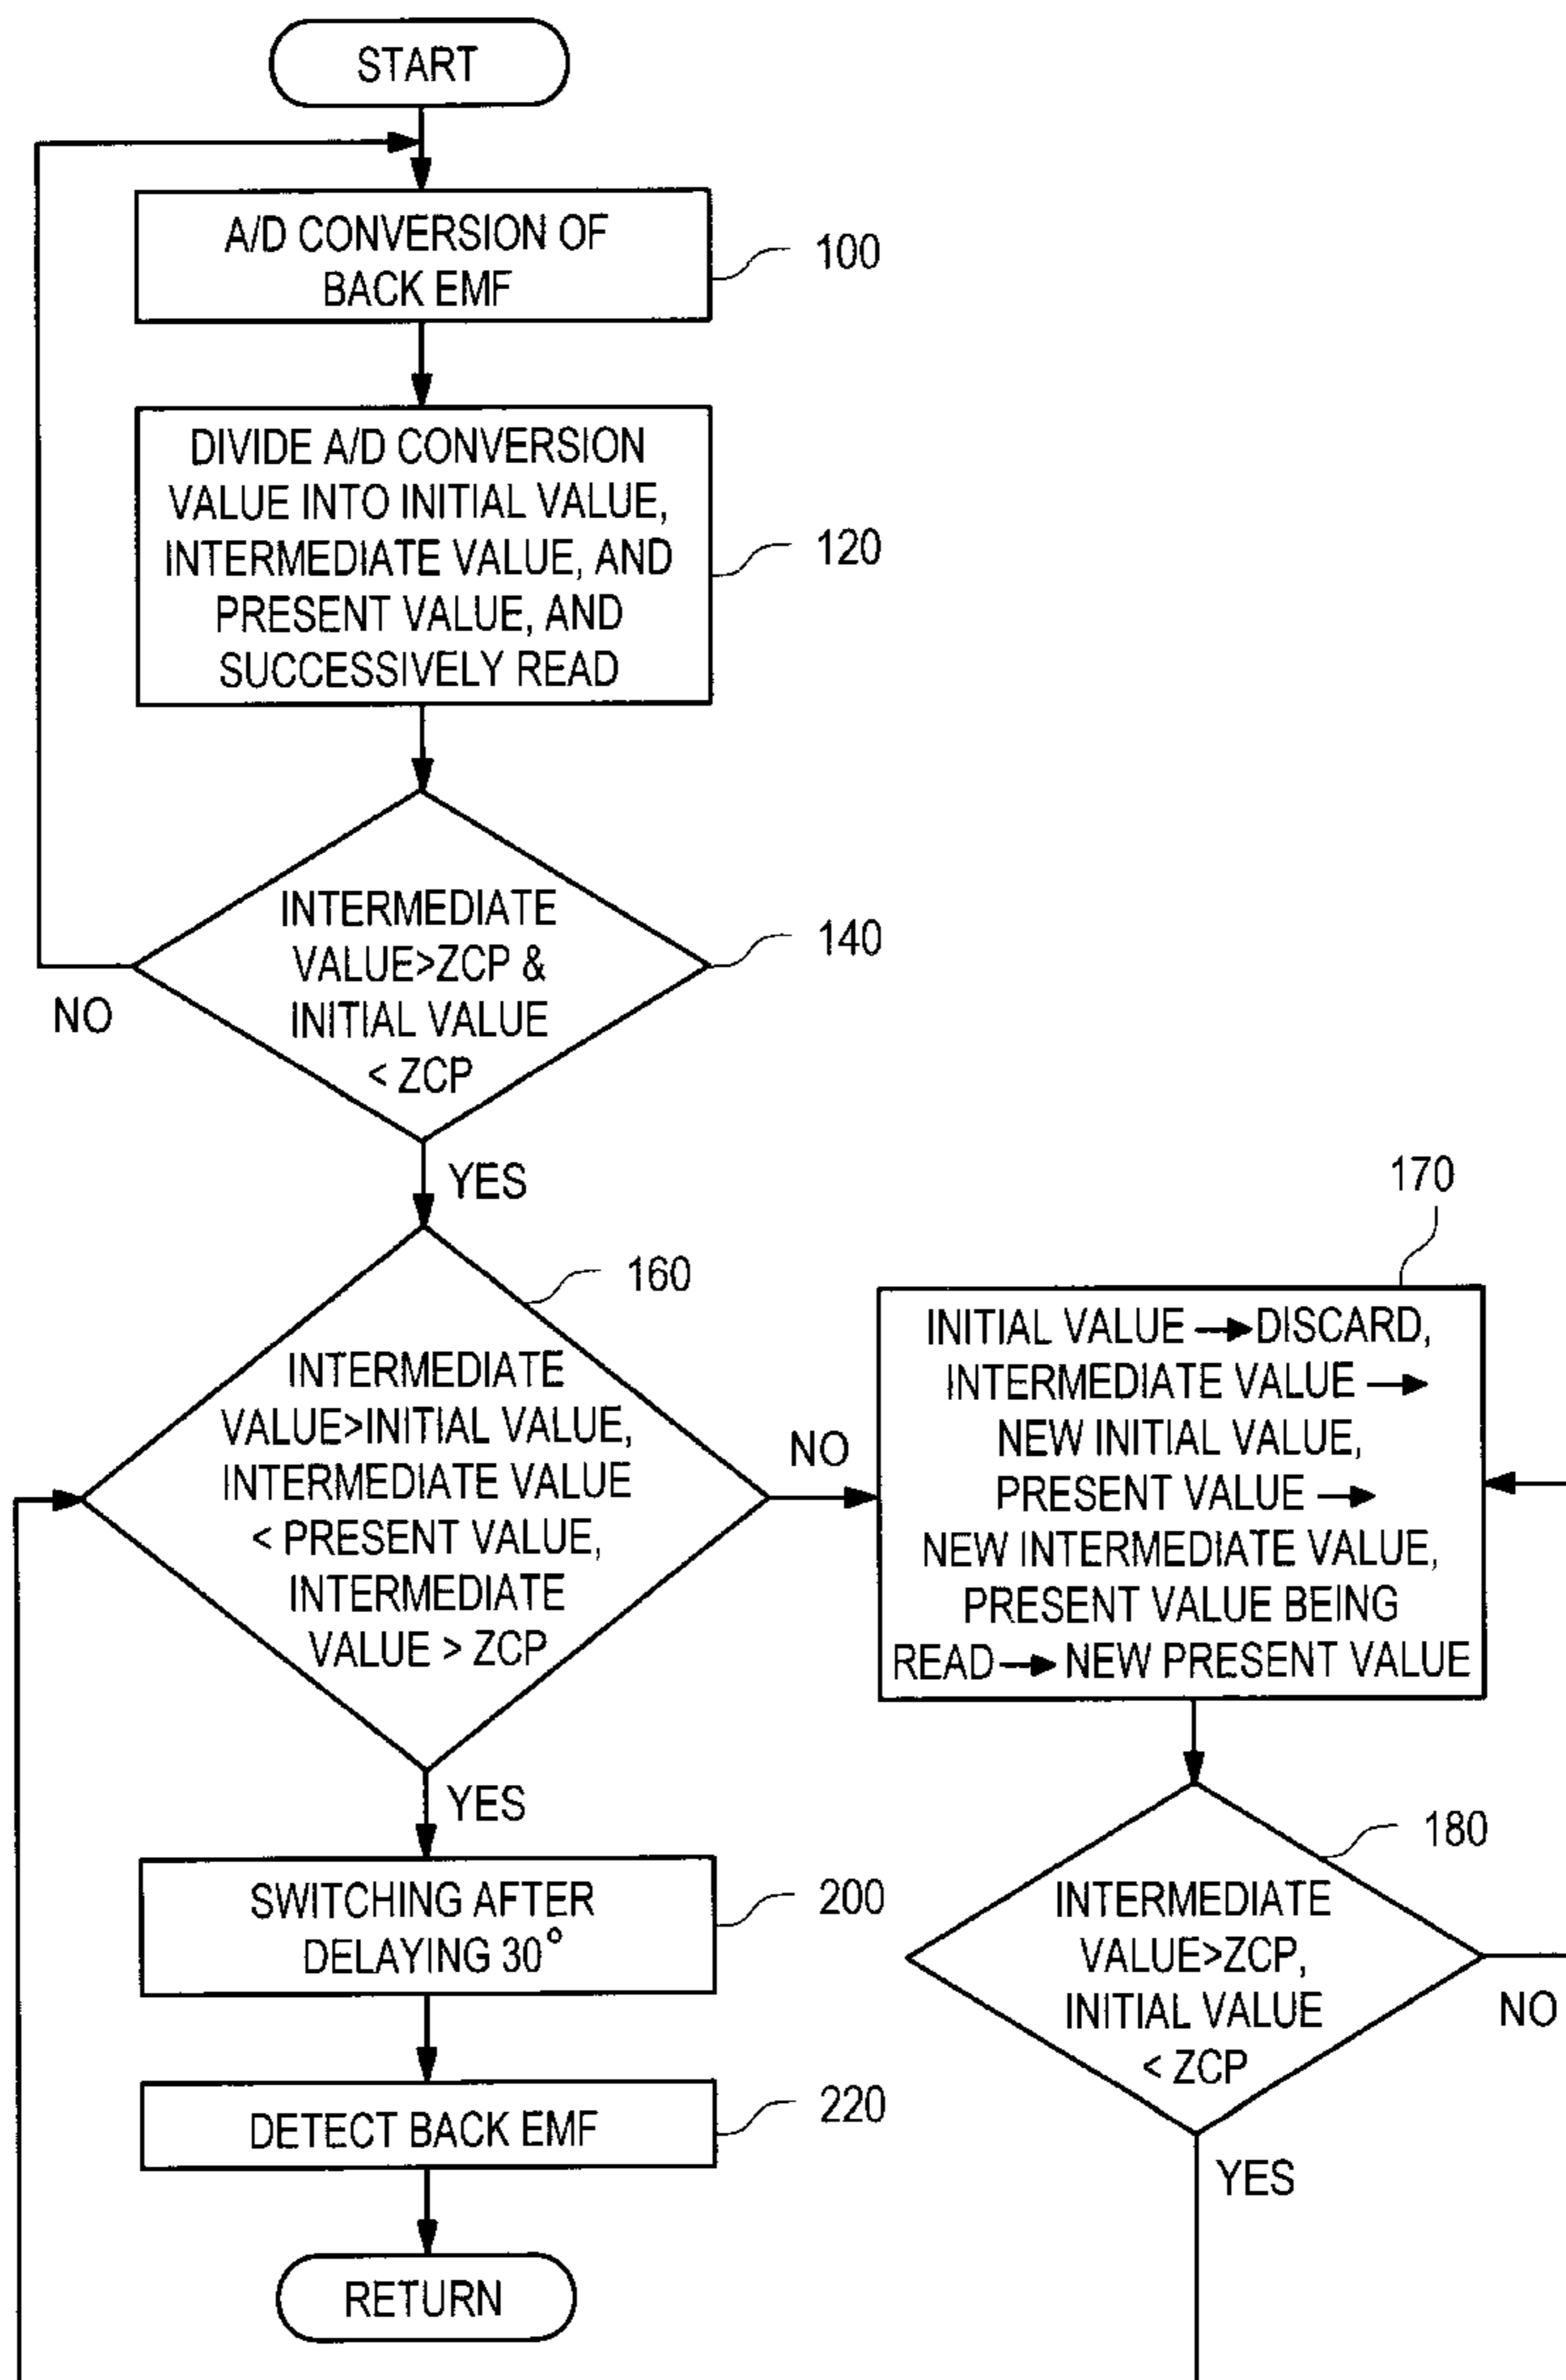 START
A/D CONVERSION OF
BACK EMF
100
DIVIDE A/D CONVERSION
VALUE INTO INITIAL VALUE,
INTERMEDIATE VALUE, AND
PRESENT VALUE, AND
SUCCESSIVELY READ
120
INTERMEDIATE
VALUE>ZCP &
INITIAL VALUE
< ZCP
140
NO
YES
160
INTERMEDIATE
VALUE>INITIAL VALUE,
INTERMEDIATE VALUE
< PRESENT VALUE,
INTERMEDIATE
VALUE > ZCP
NO
170
INITIAL VALUE → DISCARD,
INTERMEDIATE VALUE →
NEW INITIAL VALUE,
PRESENT VALUE →
NEW INTERMEDIATE VALUE,
PRESENT VALUE BEING
READ → NEW PRESENT VALUE
YES
180
INTERMEDIATE
VALUE>ZCP,
INITIAL VALUE
< ZCP
NO
YES
SWITCHING AFTER
DELAYING 30°
200
DETECT BACK EMF
220
RETURN